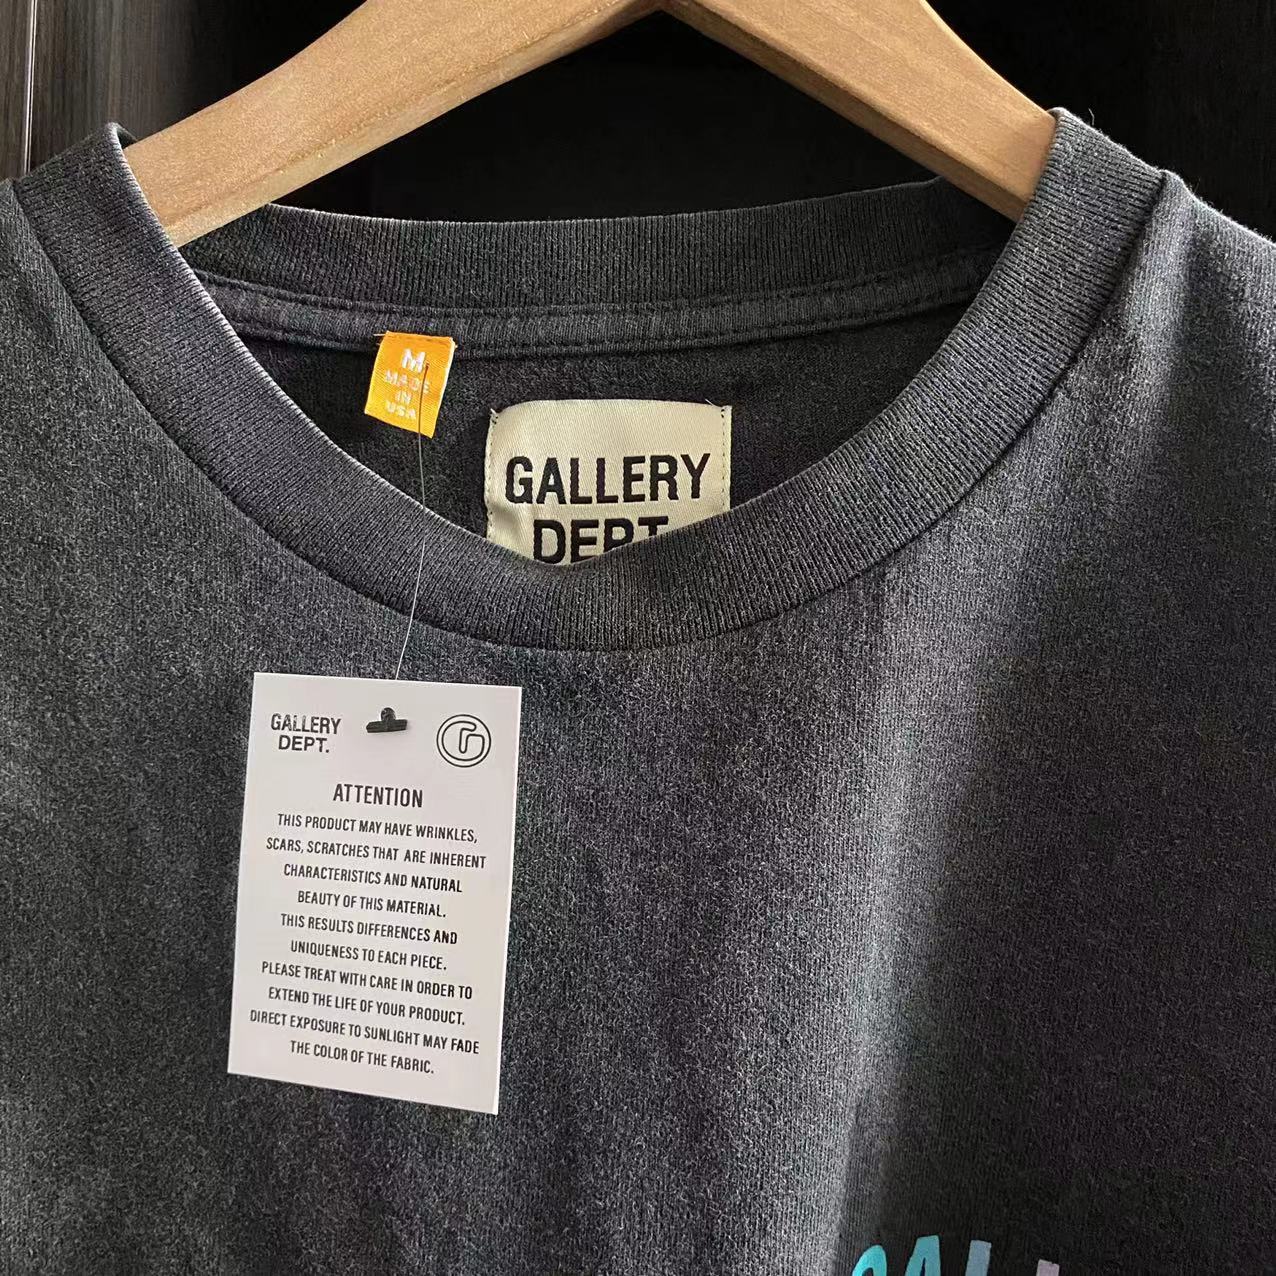 M
MADE
IN
USA
GALLERY
DEPT.
GALLERY
DEPT.
ATTENTION
THIS PRODUCT MAY HAVE WRINKLES,
SCARS, SCRATCHES THAT ARE INHERENT
CHARACTERISTICS AND NATURAL
BEAUTY OF THIS MATERIAL.
THIS RESULTS DIFFERENCES AND
UNIQUENESS TO EACH PIECE.
PLEASE TREAT WITH CARE IN ORDER TO
EXTEND THE LIFE OF YOUR PRODUCT.
DIRECT EXPOSURE TO SUNLIGHT MAY FADE
THE COLOR OF THE FABRIC.